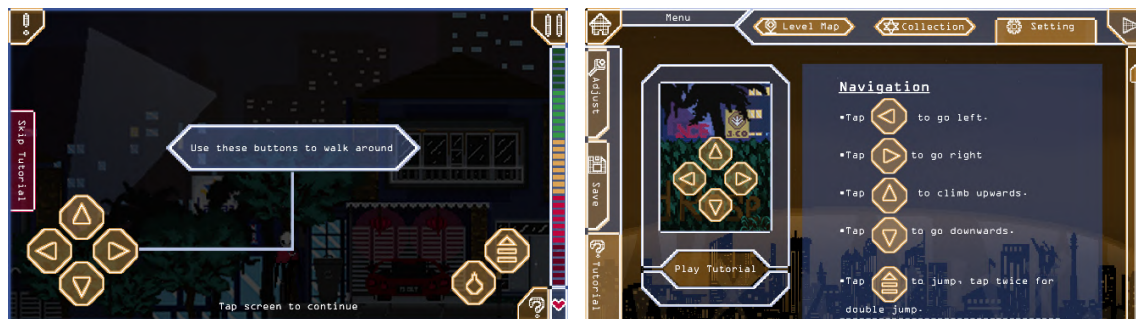 Skip Tutorial
Use these buttons to walk around
Tap screen to continue
Menu
Level Map
Collection
Setting
Adjust
Save
Tutorial
J.CO
Play Tutorial
Navigation
▪Tap to go left.
▪Tap to go right
▪Tap to climb upwards.
▪Tap to go downwards.
▪Tap to jump, tap twice for
double jump.